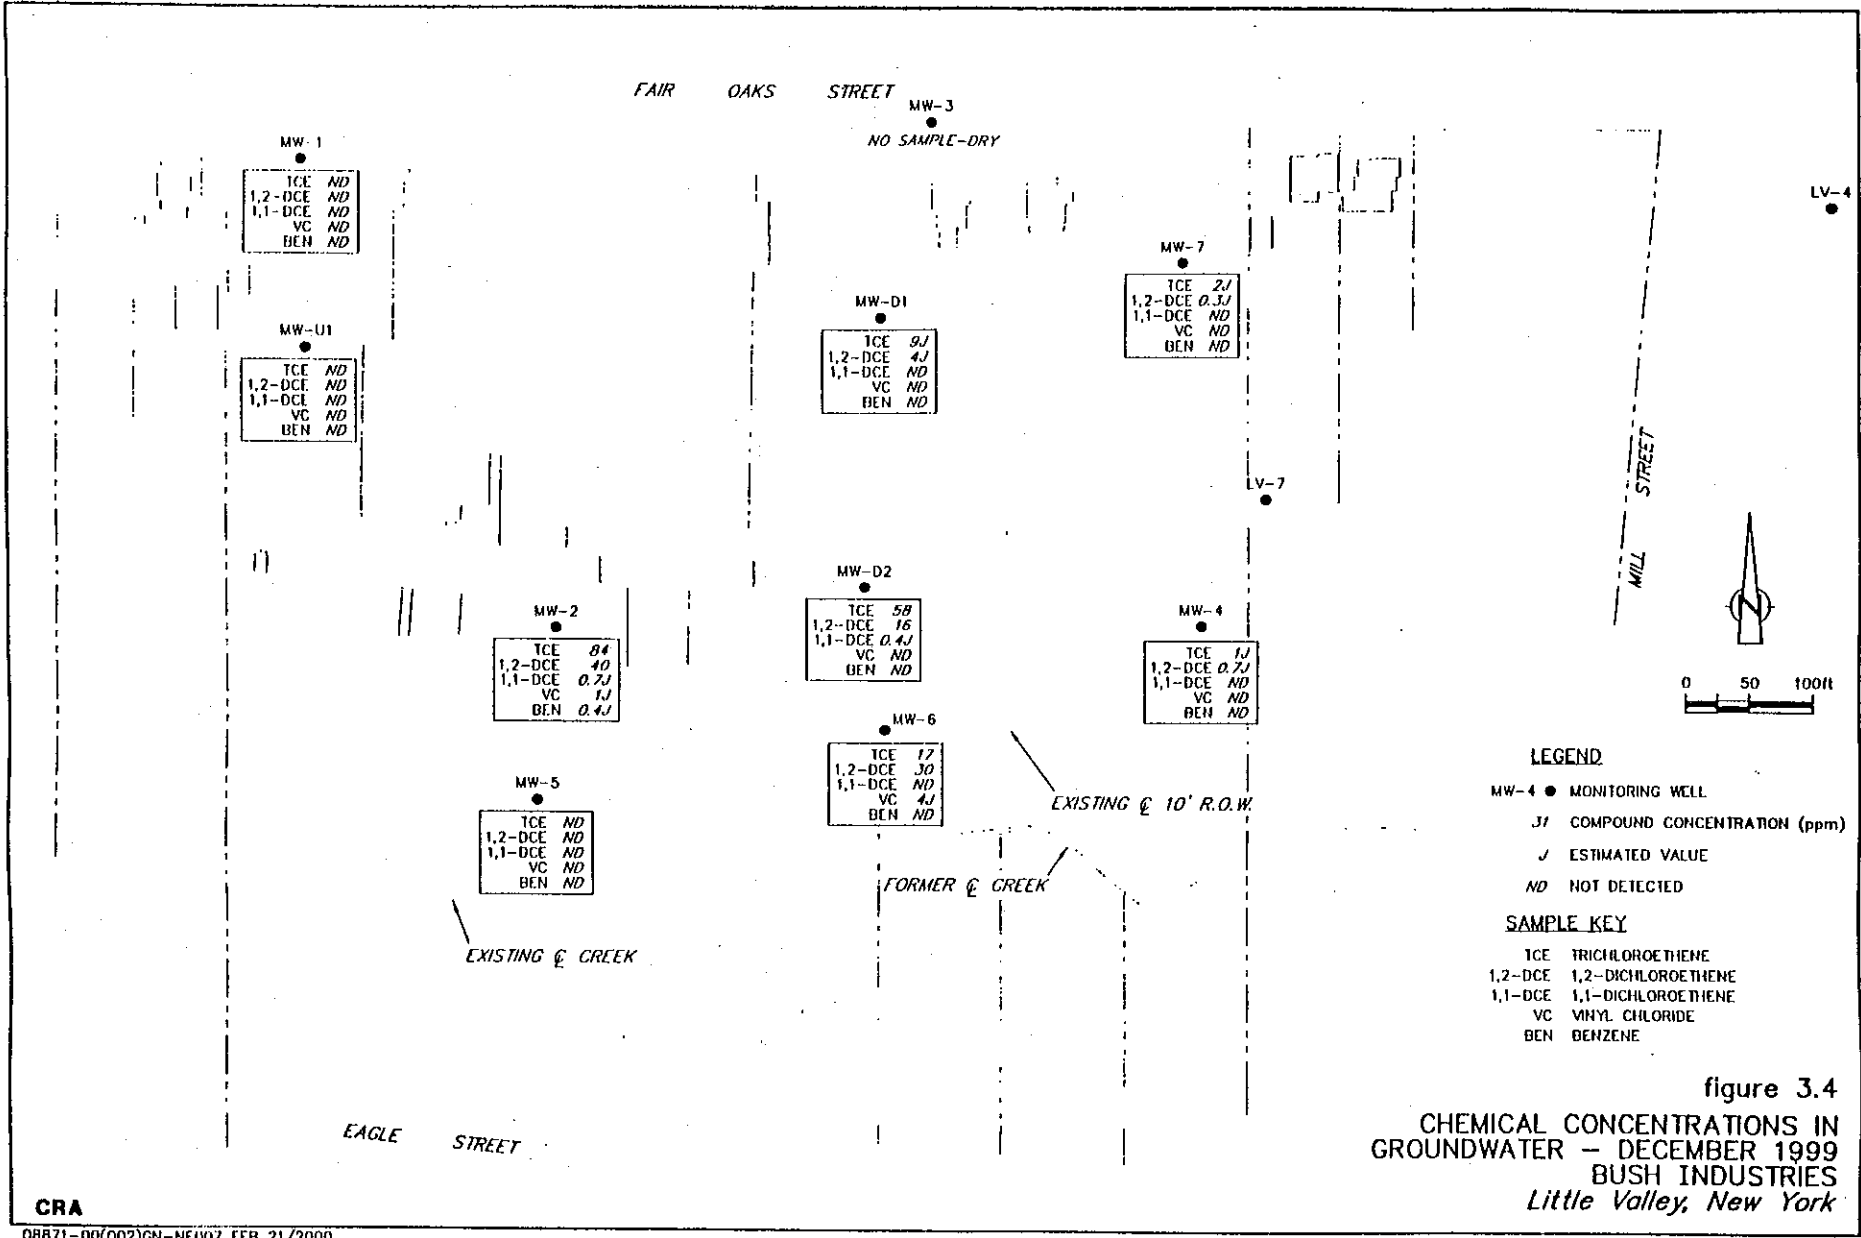 FAIR OAKS STREET
MW-3
NO SAMPLE-DRY
MW-1
TCE ND
1,2-DCE ND
1,1-DCE ND
VC ND
BEN ND
LV-4
MW-7
TCE 2J
1,2-DCE 0.3J
1,1-DCE ND
VC ND
BEN ND
MW-D1
TCE 9J
1,2-DCE 4J
1,1-DCE ND
VC ND
BEN ND
MW-U1
TCE ND
1,2-DCE ND
1,1-DCE ND
VC ND
BEN ND
MILL STREET
LV-7
MW-D2
TCE 58
1,2-DCE 16
1,1-DCE 0.4J
VC ND
BEN ND
MW-2
TCE 84
1,2-DCE 40
1,1-DCE 0.7J
VC 1J
BEN 0.4J
MW-4
TCE 1J
1,2-DCE 0.7J
1,1-DCE ND
VC ND
BEN ND
N
0 50 100ft
MW-6
TCE 17
1,2-DCE 30
1,1-DCE ND
VC 4J
BEN ND
MW-5
TCE ND
1,2-DCE ND
1,1-DCE ND
VC ND
BEN ND
EXISTING ℄ 10' R.O.W.
FORMER ℄ CREEK
EXISTING ℄ CREEK
EAGLE STREET
LEGEND
MW-4 ● MONITORING WELL
COMPOUND CONCENTRATION (ppm)
J ESTIMATED VALUE
ND NOT DETECTED
SAMPLE KEY
TCE TRICHLOROETHENE
1,2-DCE 1,2-DICHLOROETHENE
1,1-DCE 1,1-DICHLOROETHENE
VC VINYL CHLORIDE
BEN BENZENE
figure 3.4
CHEMICAL CONCENTRATIONS IN
GROUNDWATER - DECEMBER 1999
BUSH INDUSTRIES
Little Valley, New York
CRA